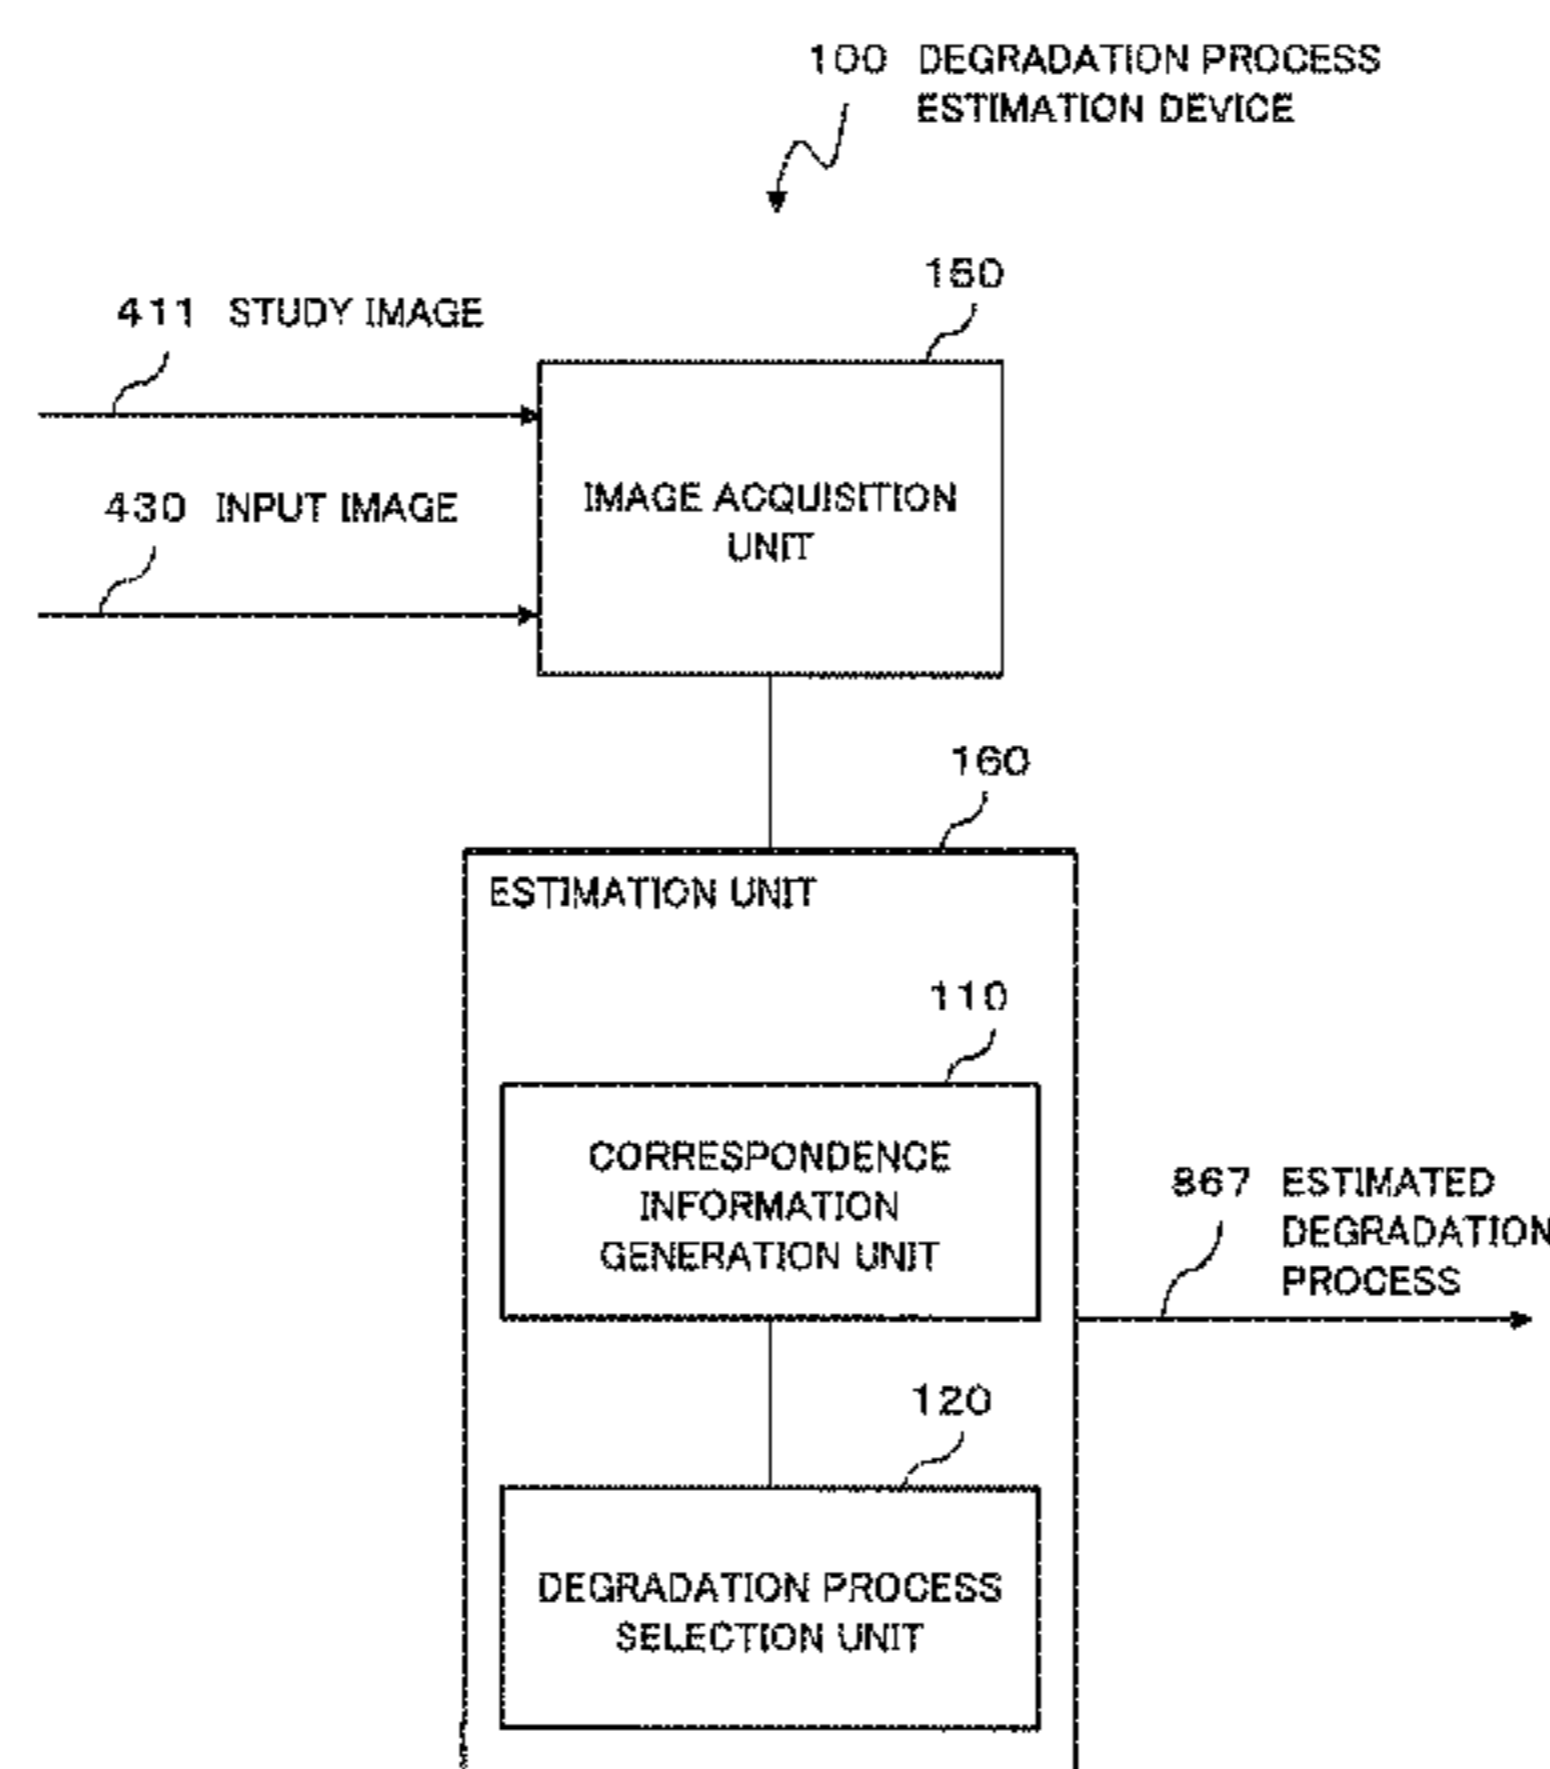 100 DEGRADATION PROCESS
ESTIMATION DEVICE
150
411 STUDY IMAGE
430 INPUT IMAGE
IMAGE ACQUISITION
UNIT
160
ESTIMATION UNIT
110
CORRESPONDENCE
INFORMATION
GENERATION UNIT
867 ESTIMATED
DEGRADATION
PROCESS
120
DEGRADATION PROCESS
SELECTION UNIT